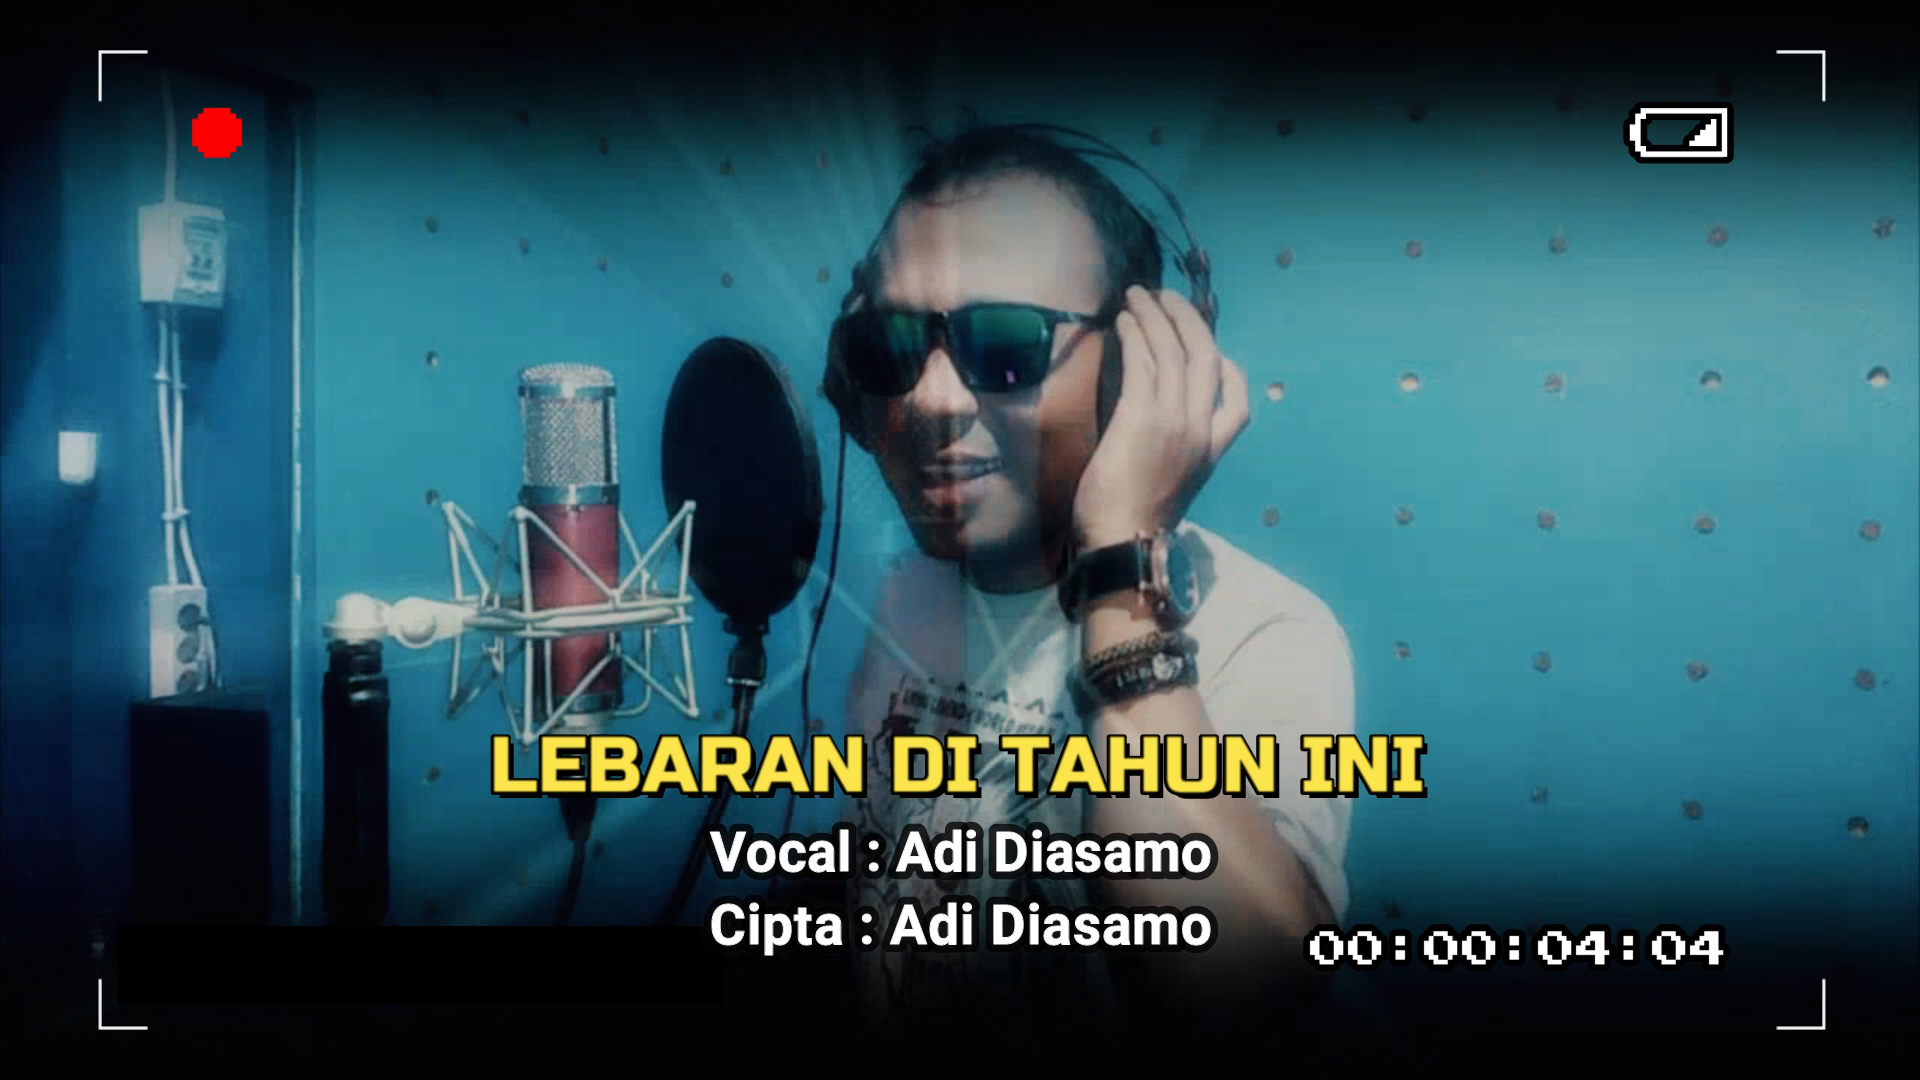 LEBARAN DI TAHUN INI
Vocal : Adi Diasamo
Cipta : Adi Diasamo
00:00:04:04